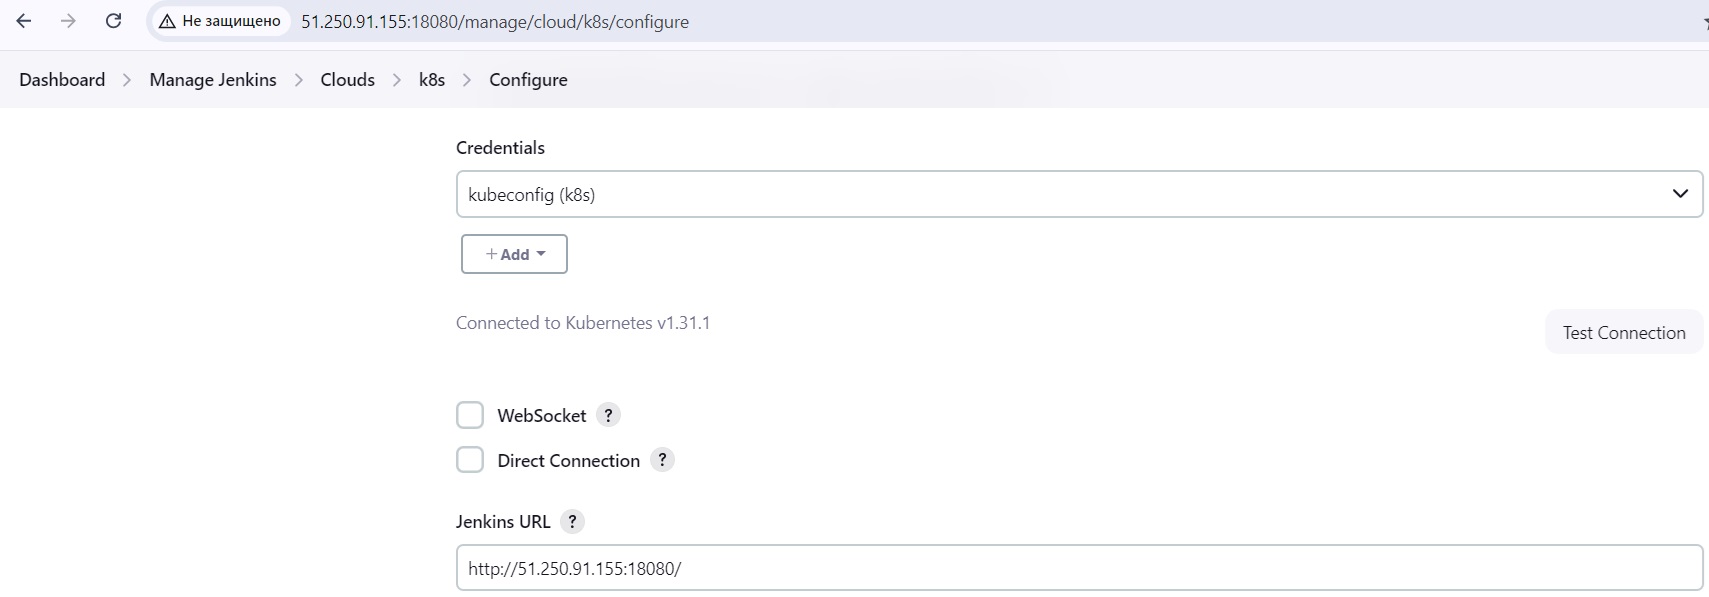 Не защищено 51.250.91.155:18080/manage/cloud/k8s/configure
Dashboard > Manage Jenkins > Clouds > k8s > Configure
Credentials
kubeconfig (k8s)
+ Add
Connected to Kubernetes v1.31.1
Test Connection
WebSocket ?
Direct Connection ?
Jenkins URL ?
http://51.250.91.155:18080/